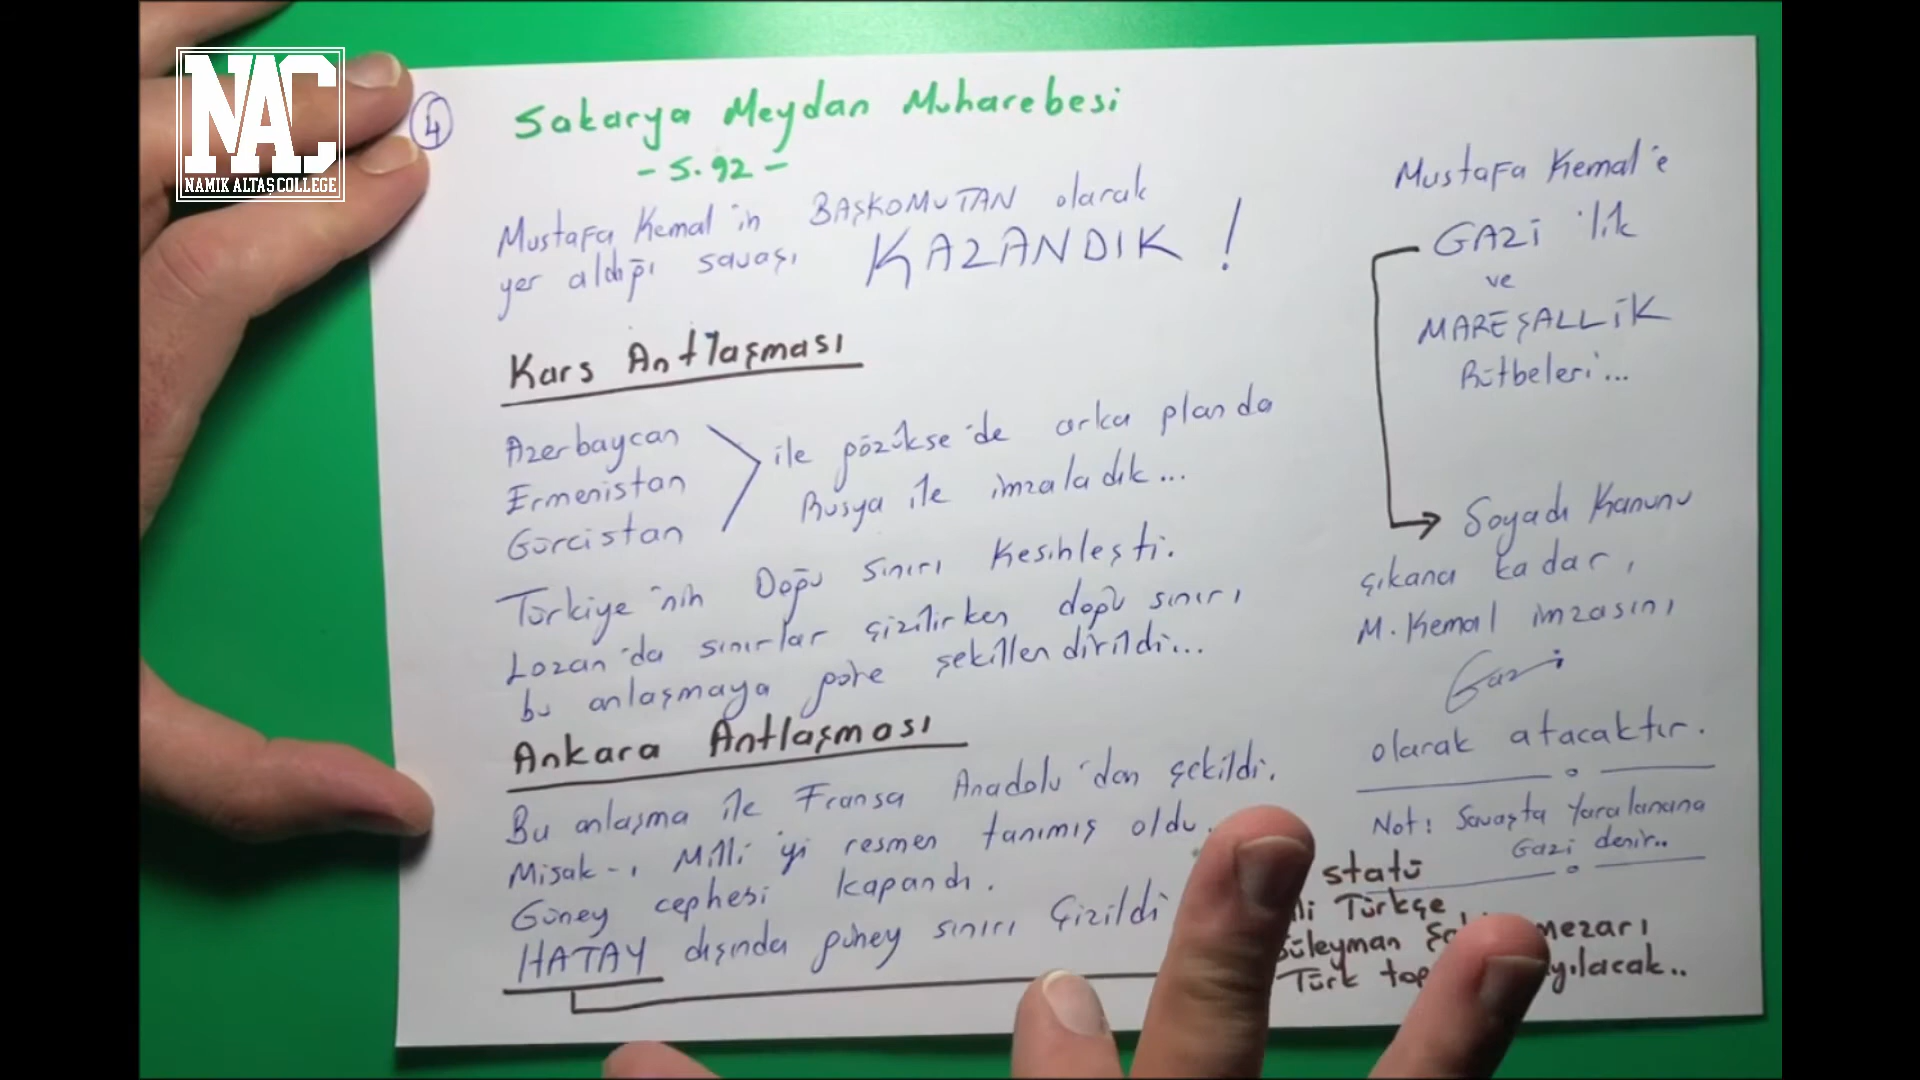 NAC
NAMIK ALTAŞ COLLEGE
4
Sakarya Meydan Muharebesi
- S.92 -
Mustafa Kemal'in BAŞKOMUTAN olarak
yer aldığı savaşı KAZANDIK !
Kars Antlaşması
Azerbaycan
Ermenistan
Gürcistan
ile gözükse'de arka planda
Rusya ile imzaladık...
Türkiye'nin Doğu sınırı kesinleşti.
Lozan'da sınırlar çizilirken doğu sınırı
bu anlaşmaya göre şekillendirildi...
Ankara Antlaşması
Bu anlaşma ile Fransa Anadolu'dan çekildi.
Misak-ı Milli'yi resmen tanımış oldu.
Güney cephesi kapandı.
HATAY dışında güney sınırı çizildi
Mustafa Kemal'e
GAZİ'lik
ve
MAREŞALLİK
Rütbeleri...
Soyadı Kanunu
çıkana kadar,
M. Kemal imzasını
Gazi
olarak atacaktır.
Not: Savaşta Yaralanana
Gazi denir..
statü
Türkçe
Süleyman mezarı
Türk